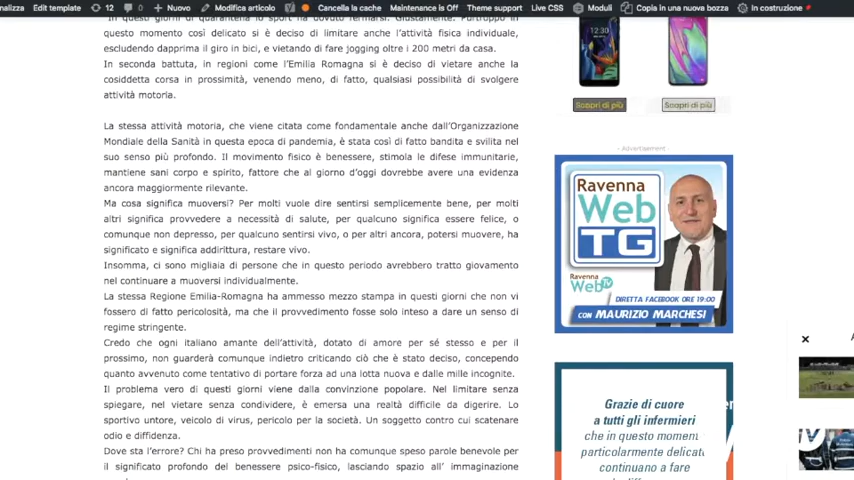 nalizza Edit template 12 Nuovo Modifica articolo Cancella la cache Maintenance is Off Theme support Live CSS Moduli Copia in una nuova bozza In costruzione
"In questi giorni di quarantena lo sport ha dovuto fermarsi. Giustamente. Purtroppo in
questo momento così delicato si è deciso di limitare anche l'attività fisica individuale,
escludendo dapprima il giro in bici, e vietando di fare jogging oltre i 200 metri da casa.
In seconda battuta, in regioni come l'Emilia Romagna si è deciso di vietare anche la
cosiddetta corsa in prossimità, venendo meno, di fatto, qualsiasi possibilità di svolgere
attività motoria.
La stessa attività motoria, che viene citata come fondamentale anche dall'Organizzazione
Mondiale della Sanità in questa epoca di pandemia, è stata così di fatto bandita e svilita nel
suo senso più profondo. Il movimento fisico è benessere, stimola le difese immunitarie,
mantiene sani corpo e spirito, fattore che al giorno d'oggi dovrebbe avere una evidenza
ancora maggiormente rilevante.
Ma cosa significa muoversi? Per molti vuole dire sentirsi semplicemente bene, per molti
altri significa provvedere a necessità di salute, per qualcuno significa essere felice, o
comunque non depresso, per qualcuno sentirsi vivo, o per altri ancora, potersi muovere, ha
significato e significa addirittura, restare vivo.
Insomma, ci sono migliaia di persone che in questo periodo avrebbero tratto giovamento
nel continuare a muoversi individualmente.
La stessa Regione Emilia-Romagna ha ammesso mezzo stampa in questi giorni che non vi
fossero di fatto pericolosità, ma che il provvedimento fosse solo inteso a dare un senso di
regime stringente.
Credo che ogni italiano amante dell'attività, dotato di amore per sé stesso e per il
prossimo, non guarderà comunque indietro criticando ciò che è stato deciso, concependo
quanto avvenuto come tentativo di portare forza ad una lotta nuova e dalle mille incognite.
Il problema vero di questi giorni viene dalla convinzione popolare. Nel limitare senza
spiegare, nel vietare senza condividere, è emersa una realtà difficile da digerire. Lo
sportivo untore, veicolo di virus, pericolo per la società. Un soggetto contro cui scatenare
odio e diffidenza.
Dove sta l'errore? Chi ha preso provvedimenti non ha comunque speso parole benevole per
il significato profondo del benessere psico-fisico, lasciando spazio all' immaginazione
12:30
Scopri di più Scopri di più
- Advertisement -
Ravenna
Web
TG
Ravenna
Web Tv
DIRETTA FACEBOOK ORE 19:00
CON MAURIZIO MARCHESI
Grazie di cuore
a tutti gli infermieri
che in questo moment
particolarmente delicat
continuano a fare
×
A